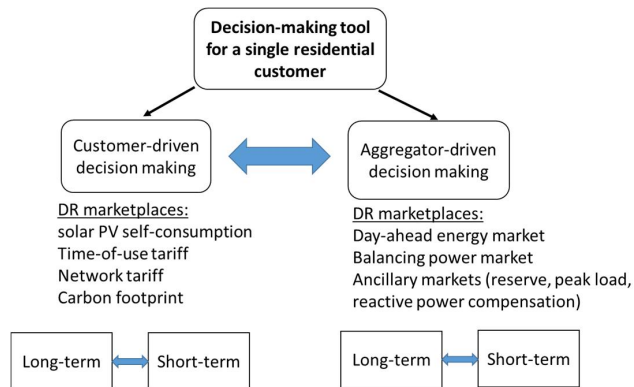 Decision-making tool
for a single residential
customer
Customer-driven
decision making
Aggregator-driven
decision making
DR marketplaces:
solar PV self-consumption
Time-of-use tariff
Network tariff
Carbon footprint
DR marketplaces:
Day-ahead energy market
Balancing power market
Ancillary markets (reserve, peak load,
reactive power compensation)
Long-term
Short-term
Long-term
Short-term